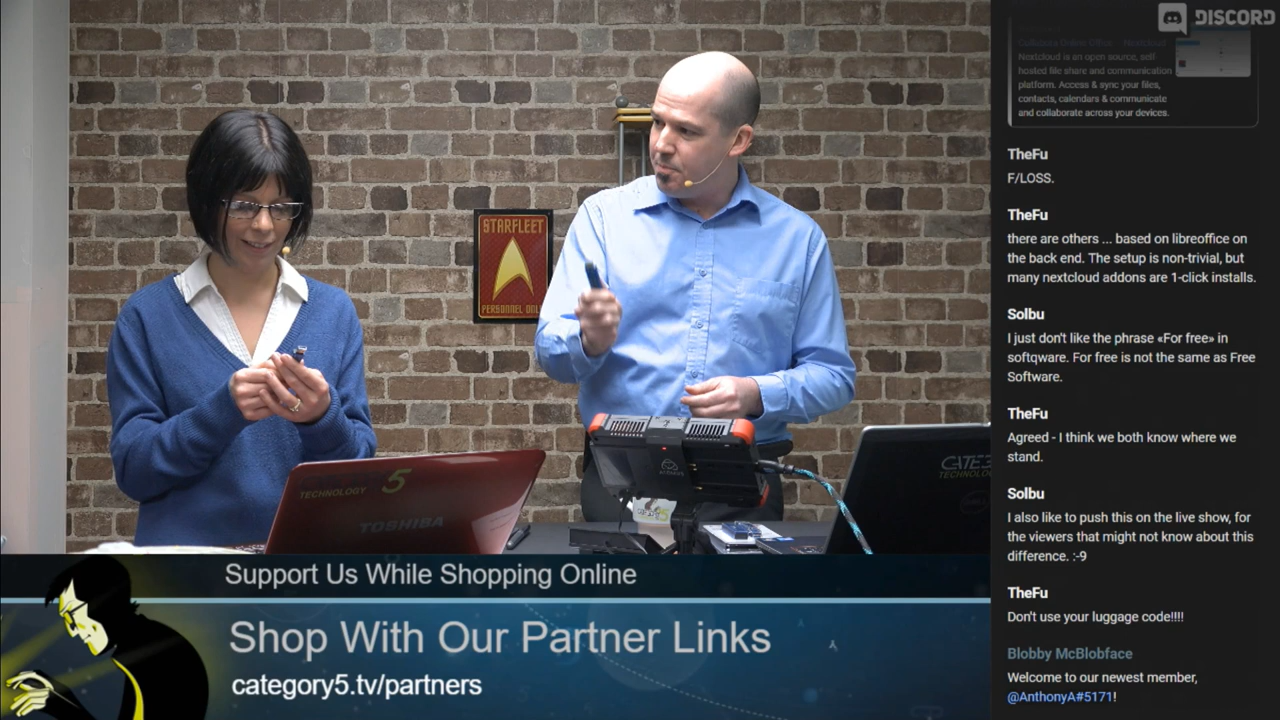 DISCORD
Nextcloud is an open source, self-
hosted file share and communication
platform. Access & sync your files,
contacts, calendars & communicate
and collaborate across your devices.
TheFu
F/LOSS.
TheFu
there are others ... based on libreoffice on
the back end. The setup is non-trivial, but
many nextcloud addons are 1-click installs.
Solbu
I just don't like the phrase «For free» in
softqware. For free is not the same as Free
Software.
TheFu
Agreed - I think we both know where we
stand.
Solbu
I also like to push this on the live show, for
the viewers that might not know about this
difference. :-9
TheFu
Don't use your luggage code!!!!
Blobby McBlobface
Welcome to our newest member,
@AnthonyA#5171!
STARFLEET
PERSONNEL
TECHNOLOGY 5
TOSHIBA
Support Us While Shopping Online
Shop With Our Partner Links
category5.tv/partners